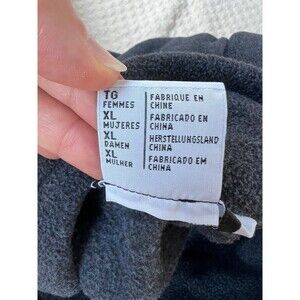 TG FABRIQUE EN
FEMMES CHINE
XL FABRICADO EN
MUJERES CHINA
XL HERSTELLUNGSLAND
DAMEN CHINA
XL FABRICADO EM
MULHER CHINA